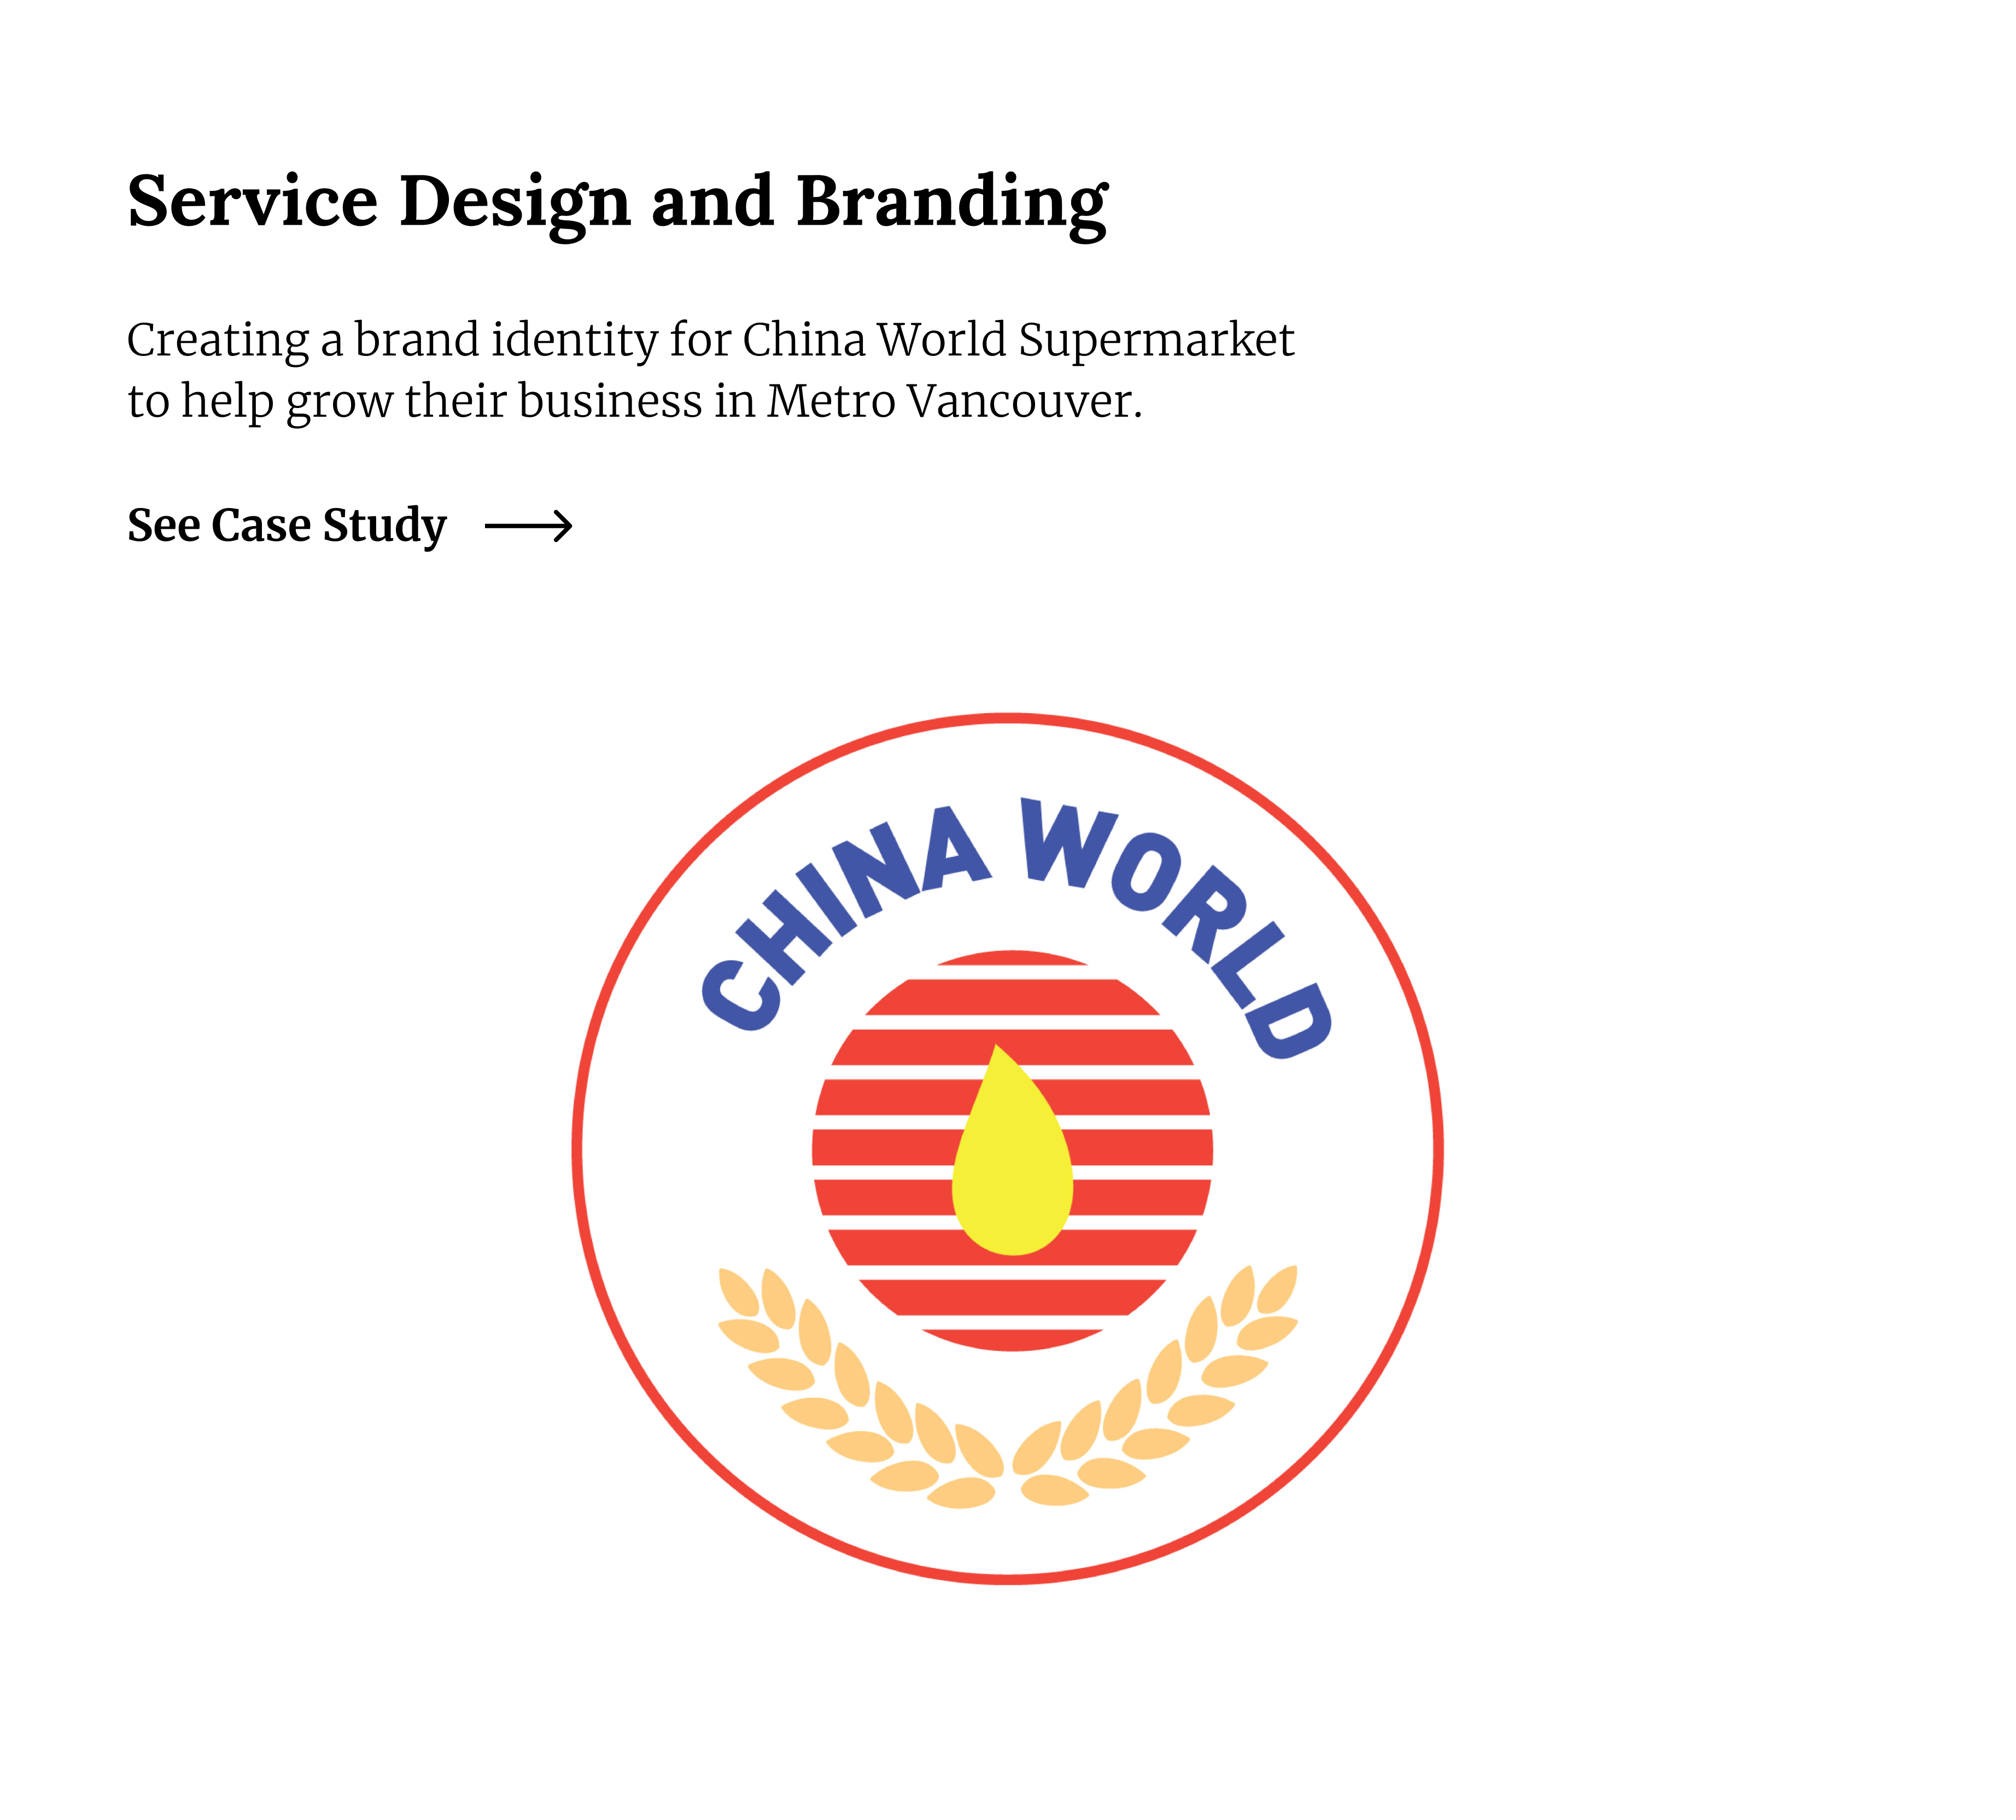 Service Design and Branding
Creating a brand identity for China World Supermarket
to help grow their business in Metro Vancouver.
See Case Study
CHINA WORLD